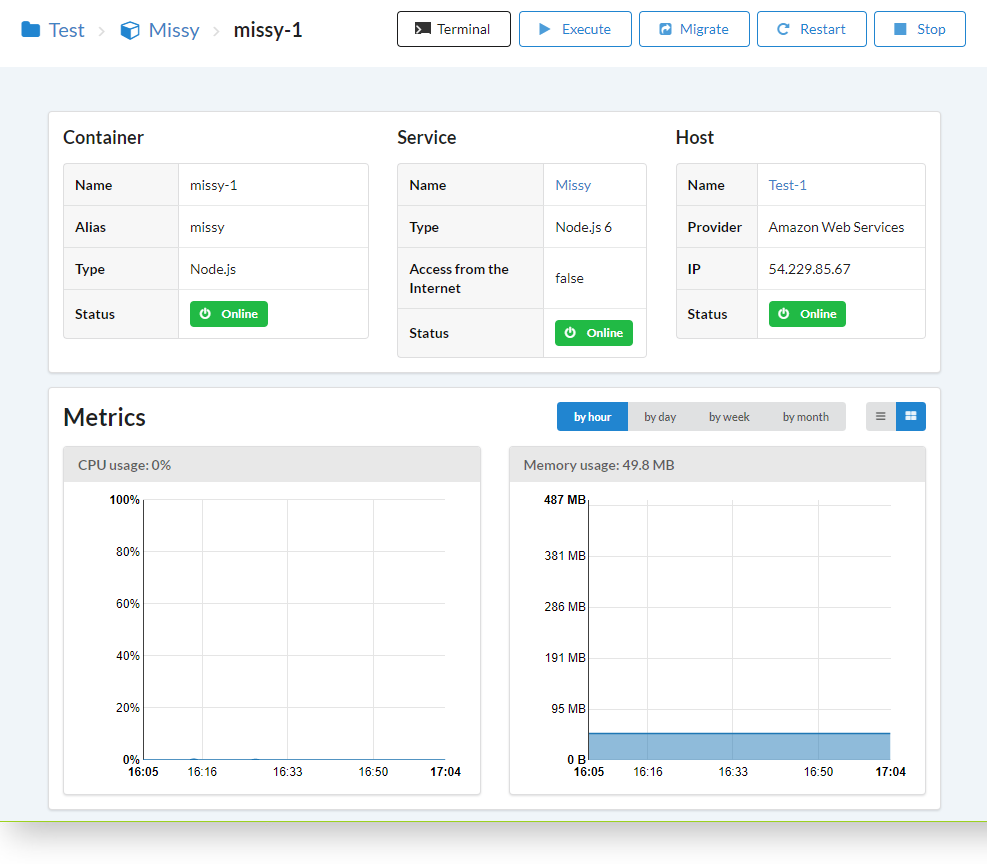 Test > Missy > missy-1
Terminal
Execute
Migrate
Restart
Stop
Container
Name missy-1
Alias missy
Type Node.js
Status Online
Service
Name Missy
Type Node.js 6
Access from the
Internet
false
Status Online
Host
Name Test-1
Provider Amazon Web Services
IP 54.229.85.67
Status Online
Metrics
by hour by day by week by month
CPU usage: 0%
100%
80%
60%
40%
20%
0%
16:05 16:16 16:33 16:50 17:04
Memory usage: 49.8 MB
487 MB
381 MB
286 MB
191 MB
95 MB
0 B
16:05 16:16 16:33 16:50 17:04